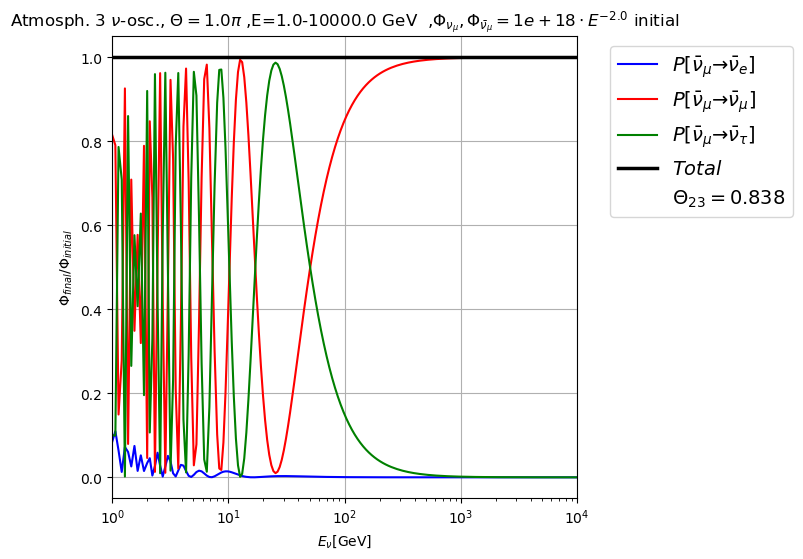 Atmosph. 3 ν-osc., Θ = 1.0π ,E=1.0-10000.0 GeV ,Φ_{ν_μ}, Φ_{ν̄_μ} = 1e + 18 · E^{−2.0} initial
P[ν̄_μ→ν̄_e]
P[ν̄_μ→ν̄_μ]
P[ν̄_μ→ν̄_τ]
Total
Θ_{23} = 0.838
Φ_{final}/Φ_{initial}
1.0
0.8
0.6
0.4
0.2
0.0
10^0 10^1 10^2 10^3 10^4
E_ν[GeV]